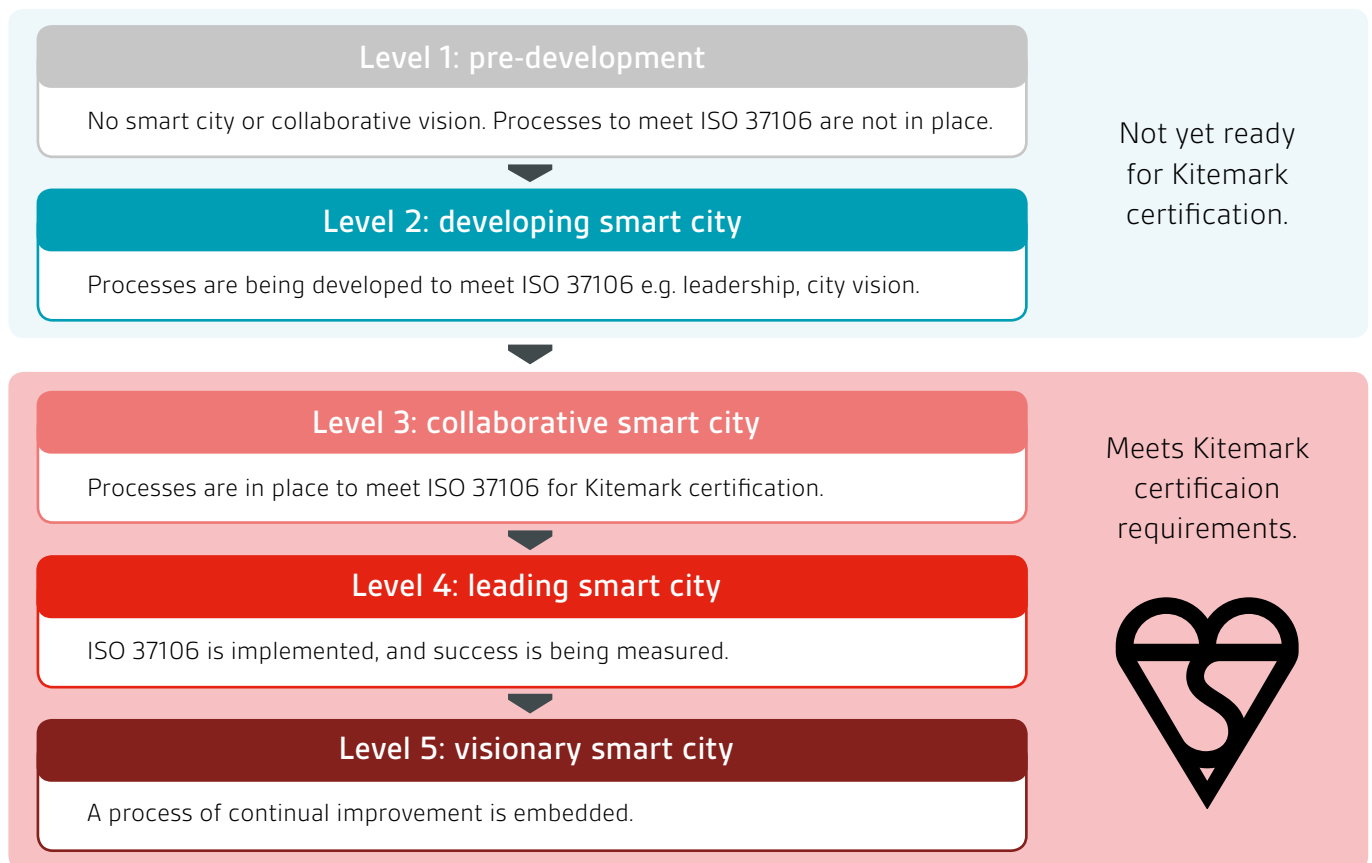 Level 1: pre-development
No smart city or collaborative vision. Processes to meet ISO 37106 are not in place.
Not yet ready
for Kitemark
certification.
Level 2: developing smart city
Processes are being developed to meet ISO 37106 e.g. leadership, city vision.
Level 3: collaborative smart city
Processes are in place to meet ISO 37106 for Kitemark certification.
Meets Kitemark
certificaion
requirements.
Level 4: leading smart city
ISO 37106 is implemented, and success is being measured.
Level 5: visionary smart city
A process of continual improvement is embedded.